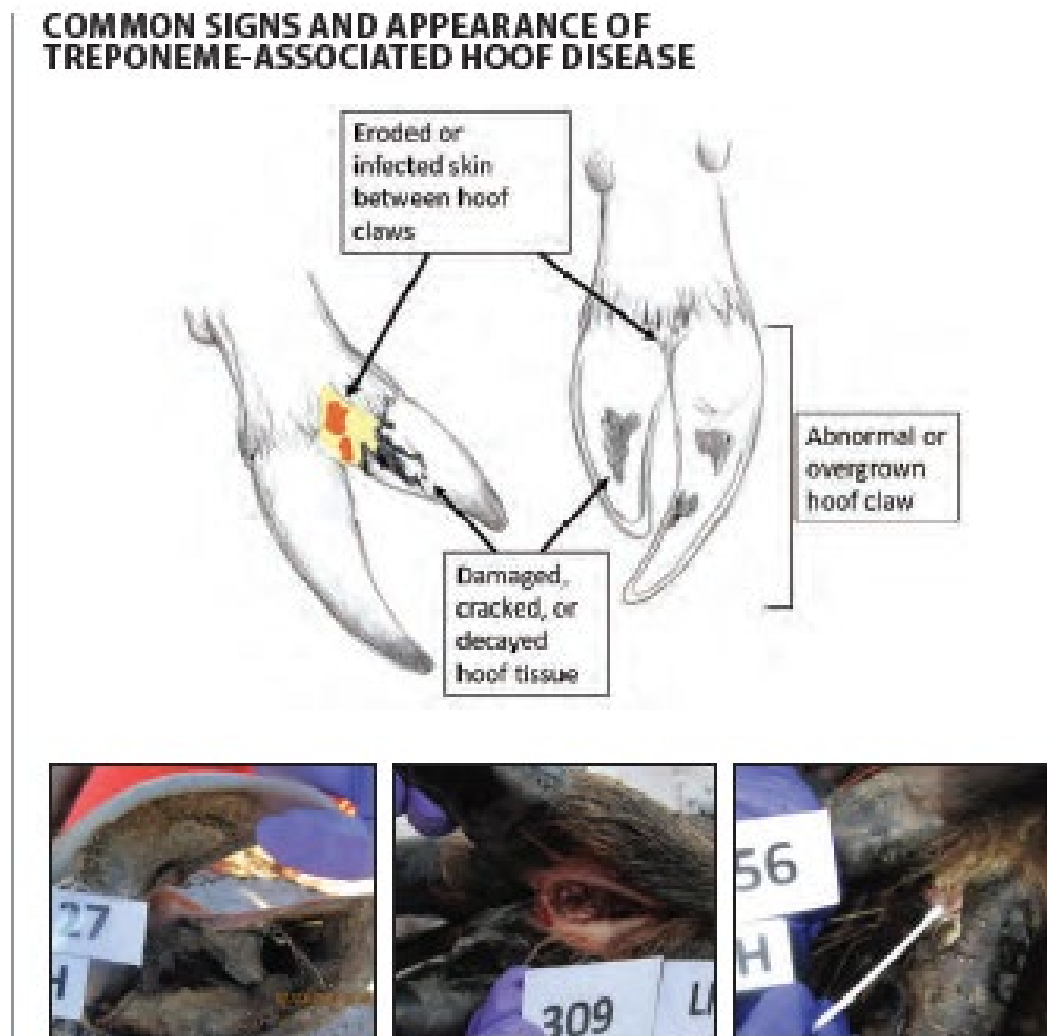 COMMON SIGNS AND APPEARANCE OF
TREPONEME-ASSOCIATED HOOF DISEASE
Eroded or
infected skin
between hoof
claws
Abnormal or
overgrown
hoof claw
Damaged,
cracked, or
decayed
hoof tissue
27
H
309
LI
56
H